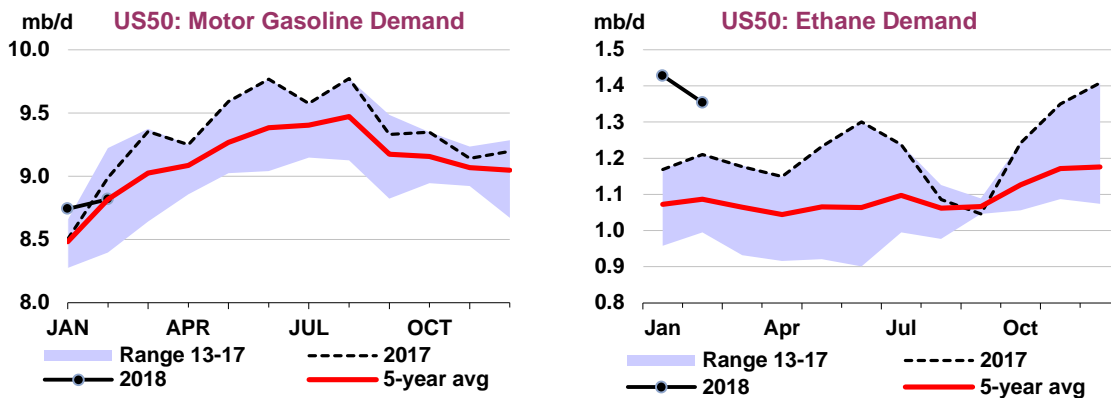 mb/d US50: Motor Gasoline Demand
10.0
9.5
9.0
8.5
8.0
JAN APR JUL OCT
Range 13-17 2017
2018 5-year avg
mb/d US50: Ethane Demand
1.5
1.4
1.3
1.2
1.1
1.0
0.9
0.8
Jan Apr Jul Oct
Range 13-17 2017
2018 5-year avg